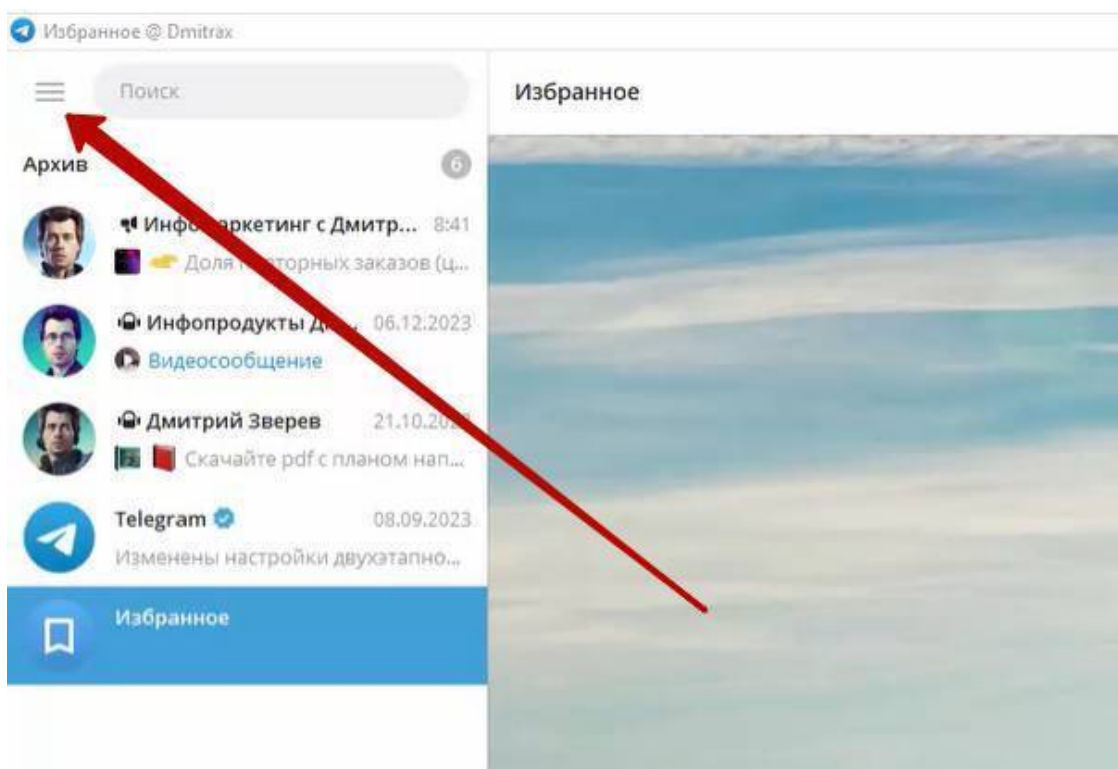 Избранное @ Dmitrax
Поиск
Избранное
Архив
6
Инфо аркетинг с Дмитр... 8:41
Доля торных заказов (ц...
Инфопродукты Д 06.12.2023
Видеосообщение
Дмитрий Зверев 21.10.20
Скачайте pdf с планом нап...
Telegram 08.09.2023
Изменены настройки двухэтапно...
Избранное